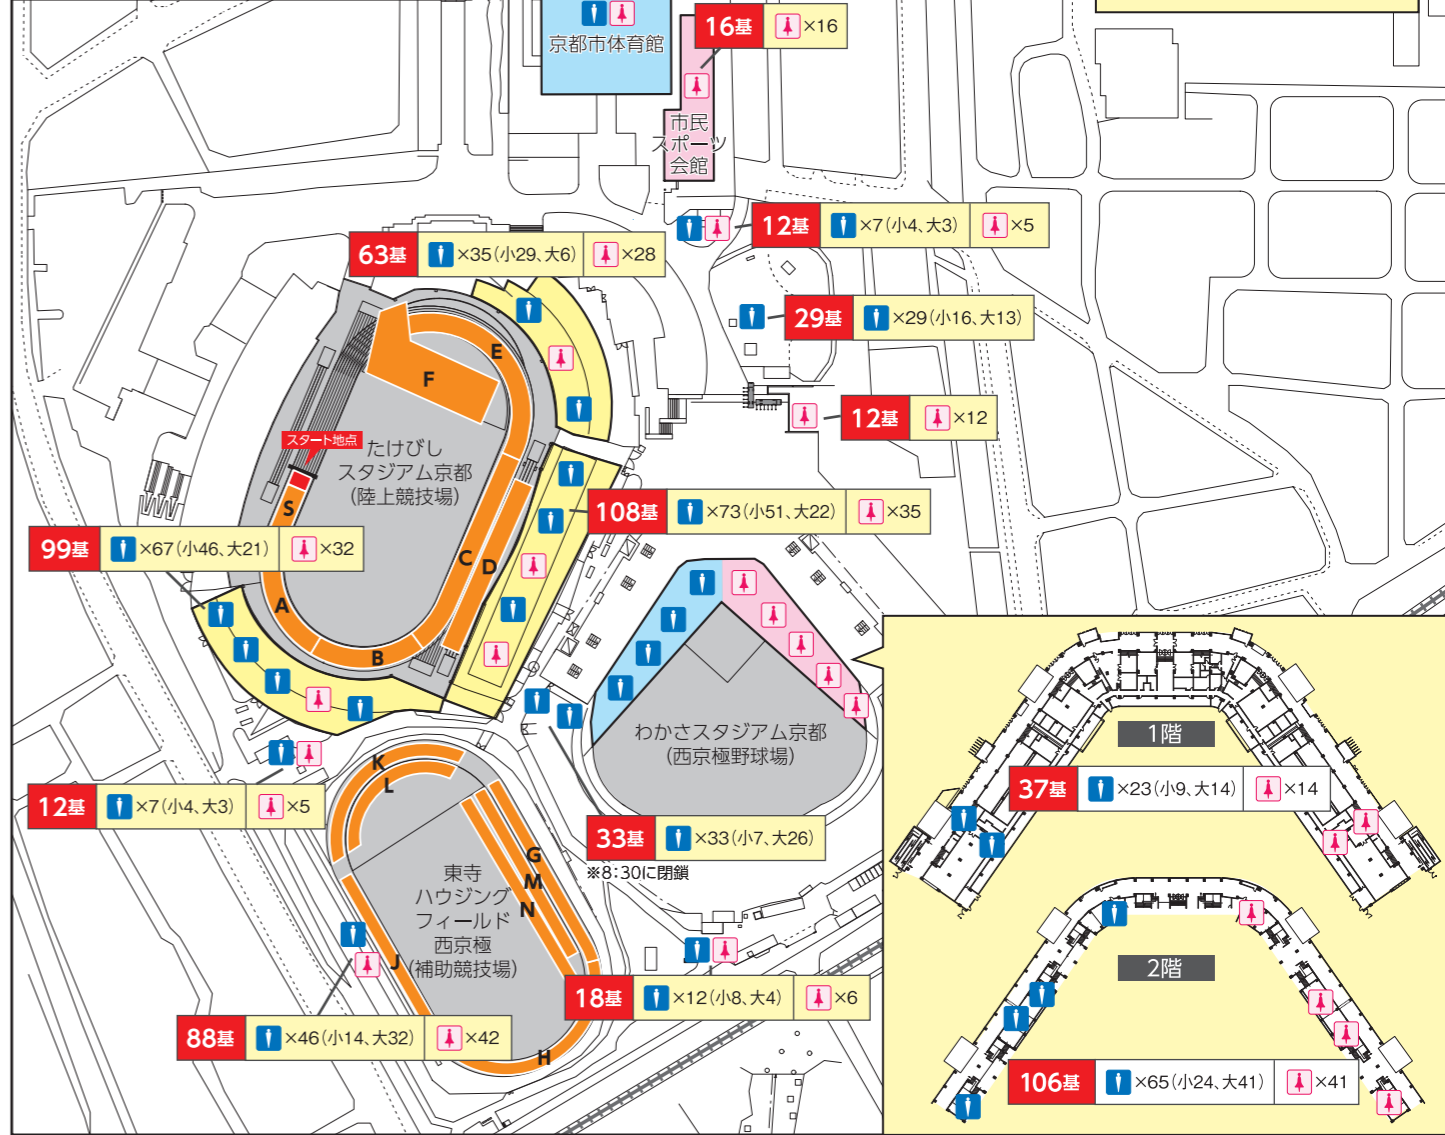 京都市体育館
16基 ×16
市民
スポーツ
会館
12基 ×7(小4、大3) ×5
63基 ×35(小29、大6) ×28
29基 ×29(小16、大13)
E
F
12基 ×12
スタート地点
たけびし
スタジアム京都
(陸上競技場)
S
108基 ×73(小51、大22) ×35
99基 ×67(小46、大21) ×32
C
D
A
B
わかさスタジアム京都
(西京極野球場)
1階
37基 ×23(小9、大14) ×14
K
L
12基 ×7(小4、大3) ×5
33基 ×33(小7、大26)
※8:30に閉鎖
G
M
N
東寺
ハウジング
フィールド
西京極
(補助競技場)
J
2階
18基 ×12(小8、大4) ×6
88基 ×46(小14、大32) ×42
H
106基 ×65(小24、大41) ×41